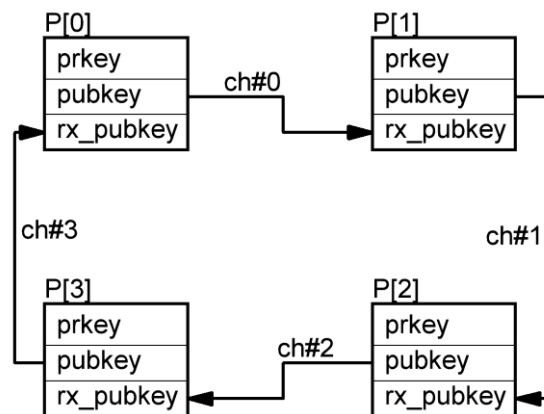 P[0]
prkey
pubkey
rx_pubkey
ch#0
P[1]
prkey
pubkey
rx_pubkey
ch#3
ch#1
P[3]
prkey
pubkey
rx_pubkey
ch#2
P[2]
prkey
pubkey
rx_pubkey